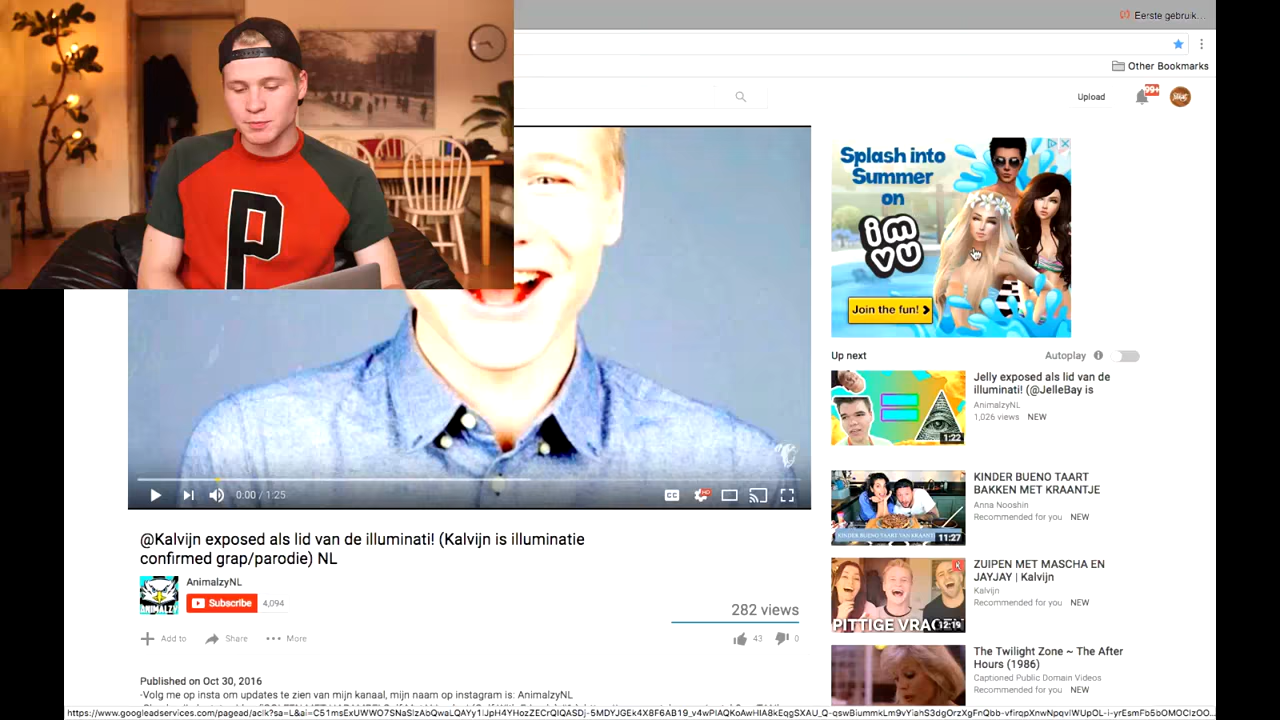 Eerste gebruik...
Other Bookmarks
Upload
99+
P
Splash into
Summer
on
imvu
Join the fun!
0:00 / 1:25
CC
HD
Up next
Autoplay
Jelly exposed als lid van de
illuminati! (@JelleBay is
AnimalzyNL
1,026 views NEW
1:22
KINDER BUENO TAART
BAKKEN MET KRAANTJE
Anna Nooshin
Recommended for you NEW
11:27
ZUIPEN MET MASCHA EN
JAYJAY | Kalvijn
Kalvijn
Recommended for you NEW
PITTIGE VRAGEN
12:19
The Twilight Zone ~ The After
Hours (1986)
Captioned Public Domain Videos
Recommended for you NEW
@Kalvijn exposed als lid van de illuminati! (Kalvijn is illuminatie
confirmed grap/parodie) NL
AnimalzyNL
Subscribe 4,094
282 views
Add to Share More
43 0
Published on Oct 30, 2016
-Volg me op insta om updates te zien van mijn kanaal, mijn naam op instagram is: AnimalzyNL